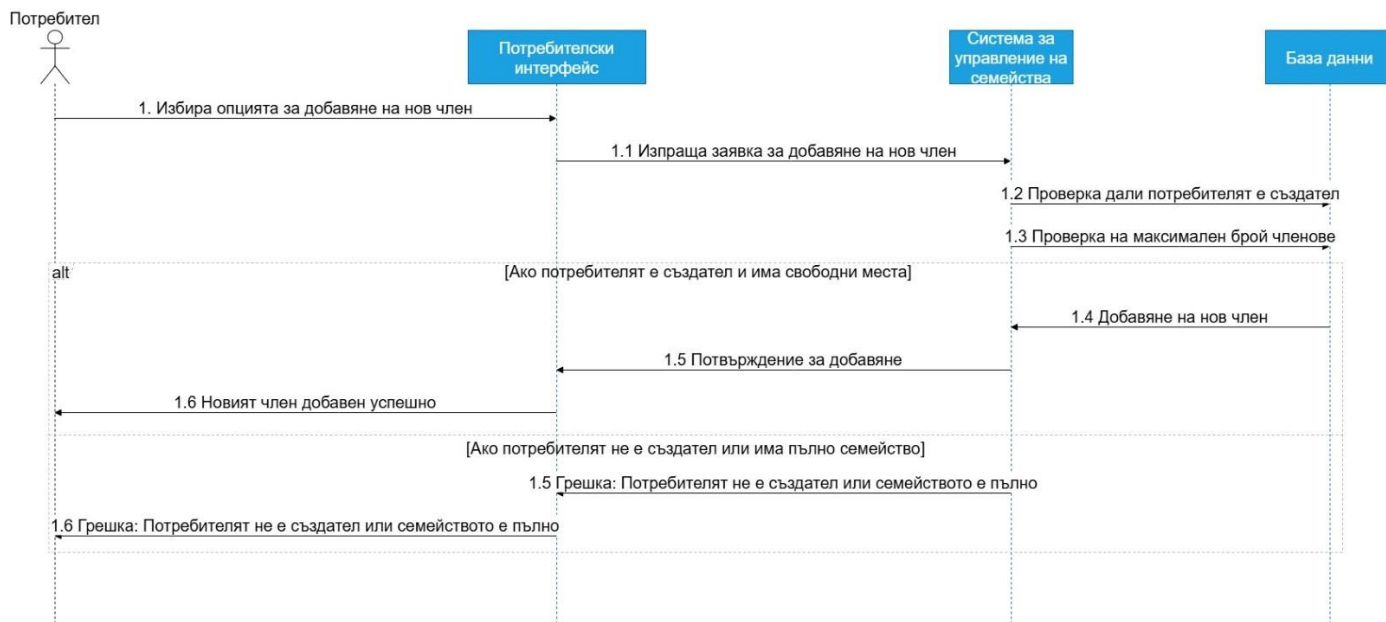 Потребител
Потребителски
интерфейс
Система за
управление на
семейства
База данни
1. Избира опцията за добавяне на нов член
1.1 Изпраща заявка за добавяне на нов член
1.2 Проверка дали потребителят е създател
1.3 Проверка на максимален брой членове
alt
[Ако потребителят е създател и има свободни места]
1.4 Добавяне на нов член
1.5 Потвърждение за добавяне
1.6 Новият член добавен успешно
[Ако потребителят не е създател или има пълно семейство]
1.5 Грешка: Потребителят не е създател или семейството е пълно
1.6 Грешка: Потребителят не е създател или семейството е пълно